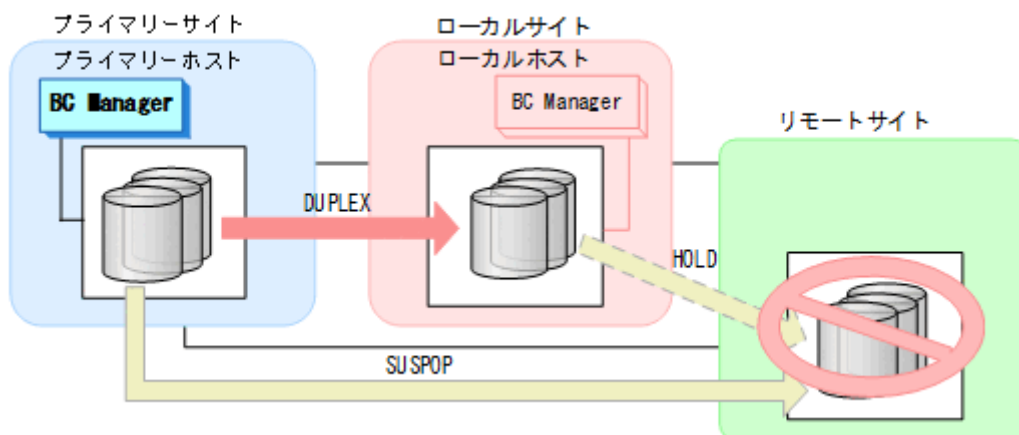 プライマリーサイト
プライマリーホスト
BC Manager
ローカルサイト
ローカルホスト
BC Manager
リモートサイト
DUPLEX
HOLD
SUSPOP